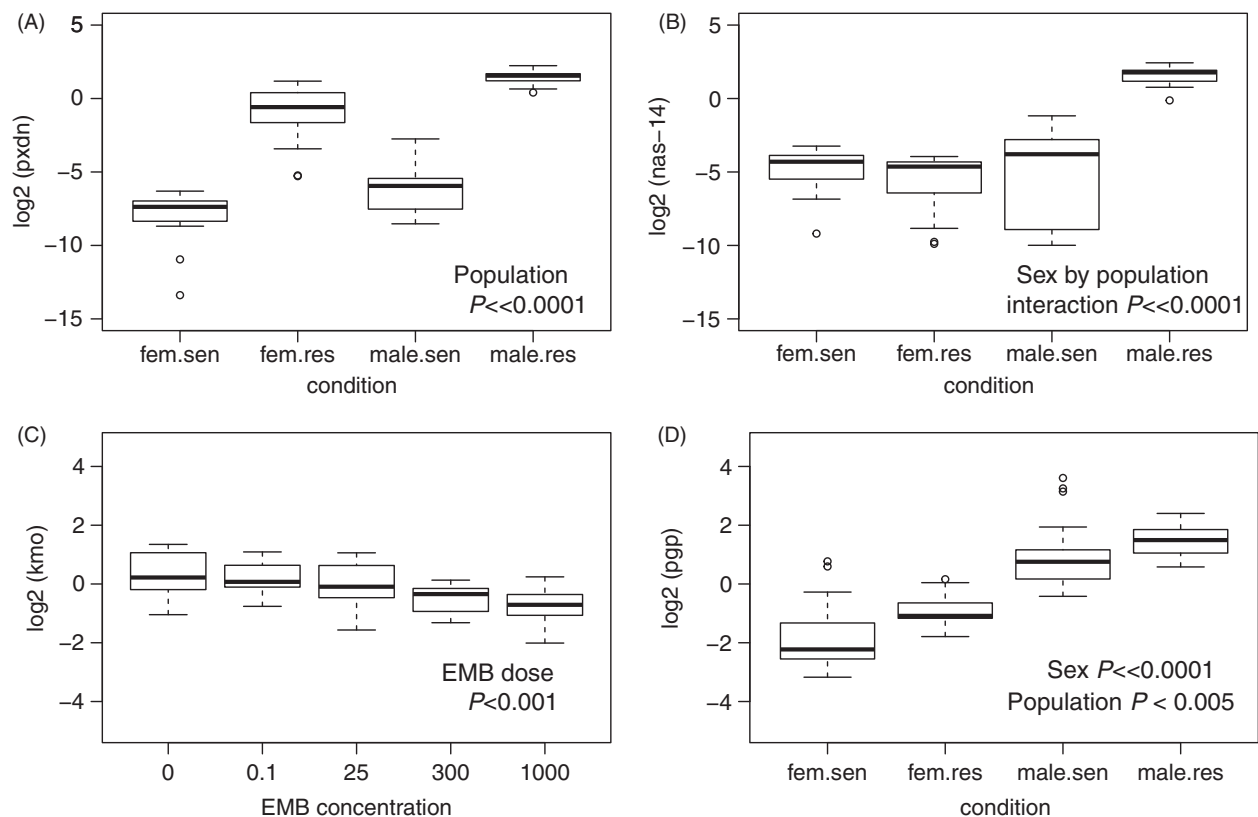 (A)
5
0
−5
−10
−15
log2 (pxdn)
Population
P<<0.0001
fem.sen fem.res male.sen male.res
condition
(B)
5
0
−5
−10
−15
log2 (nas−14)
Sex by population
interaction P<<0.0001
fem.sen fem.res male.sen male.res
condition
(C)
4
2
0
−2
−4
log2 (kmo)
EMB dose
P<0.001
0 0.1 25 300 1000
EMB concentration
(D)
4
2
0
−2
−4
log2 (pgp)
Sex P<<0.0001
Population P < 0.005
fem.sen fem.res male.sen male.res
condition